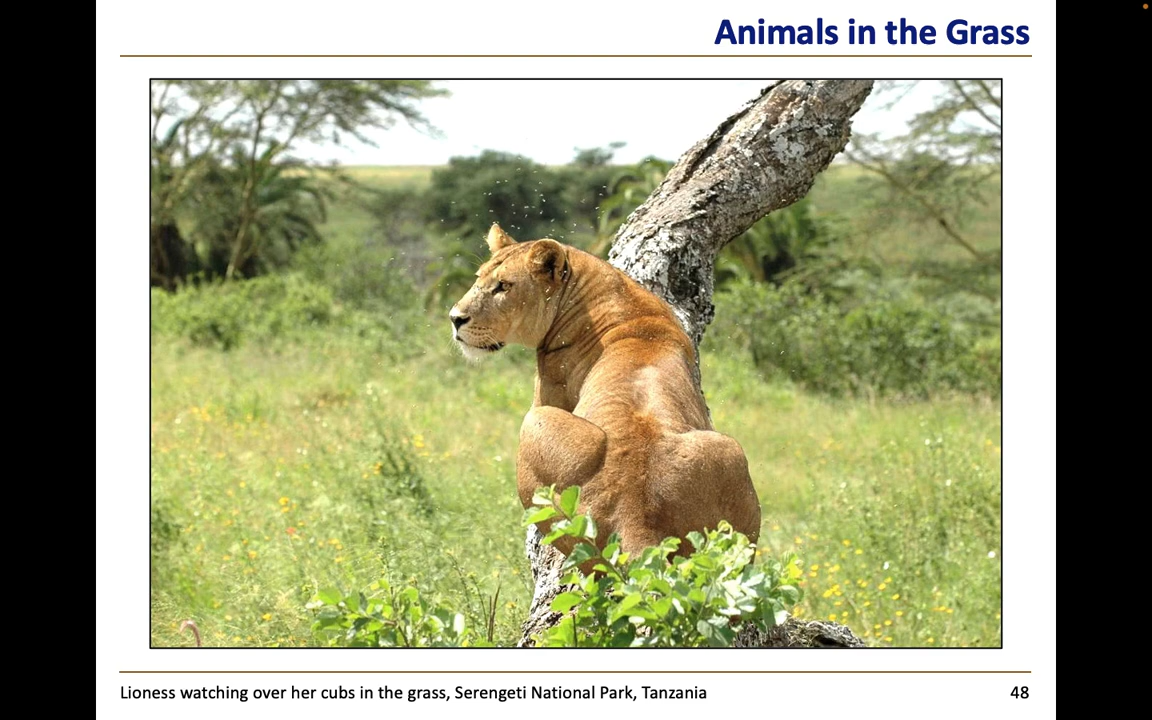 Animals in the Grass
Lioness watching over her cubs in the grass, Serengeti National Park, Tanzania
48